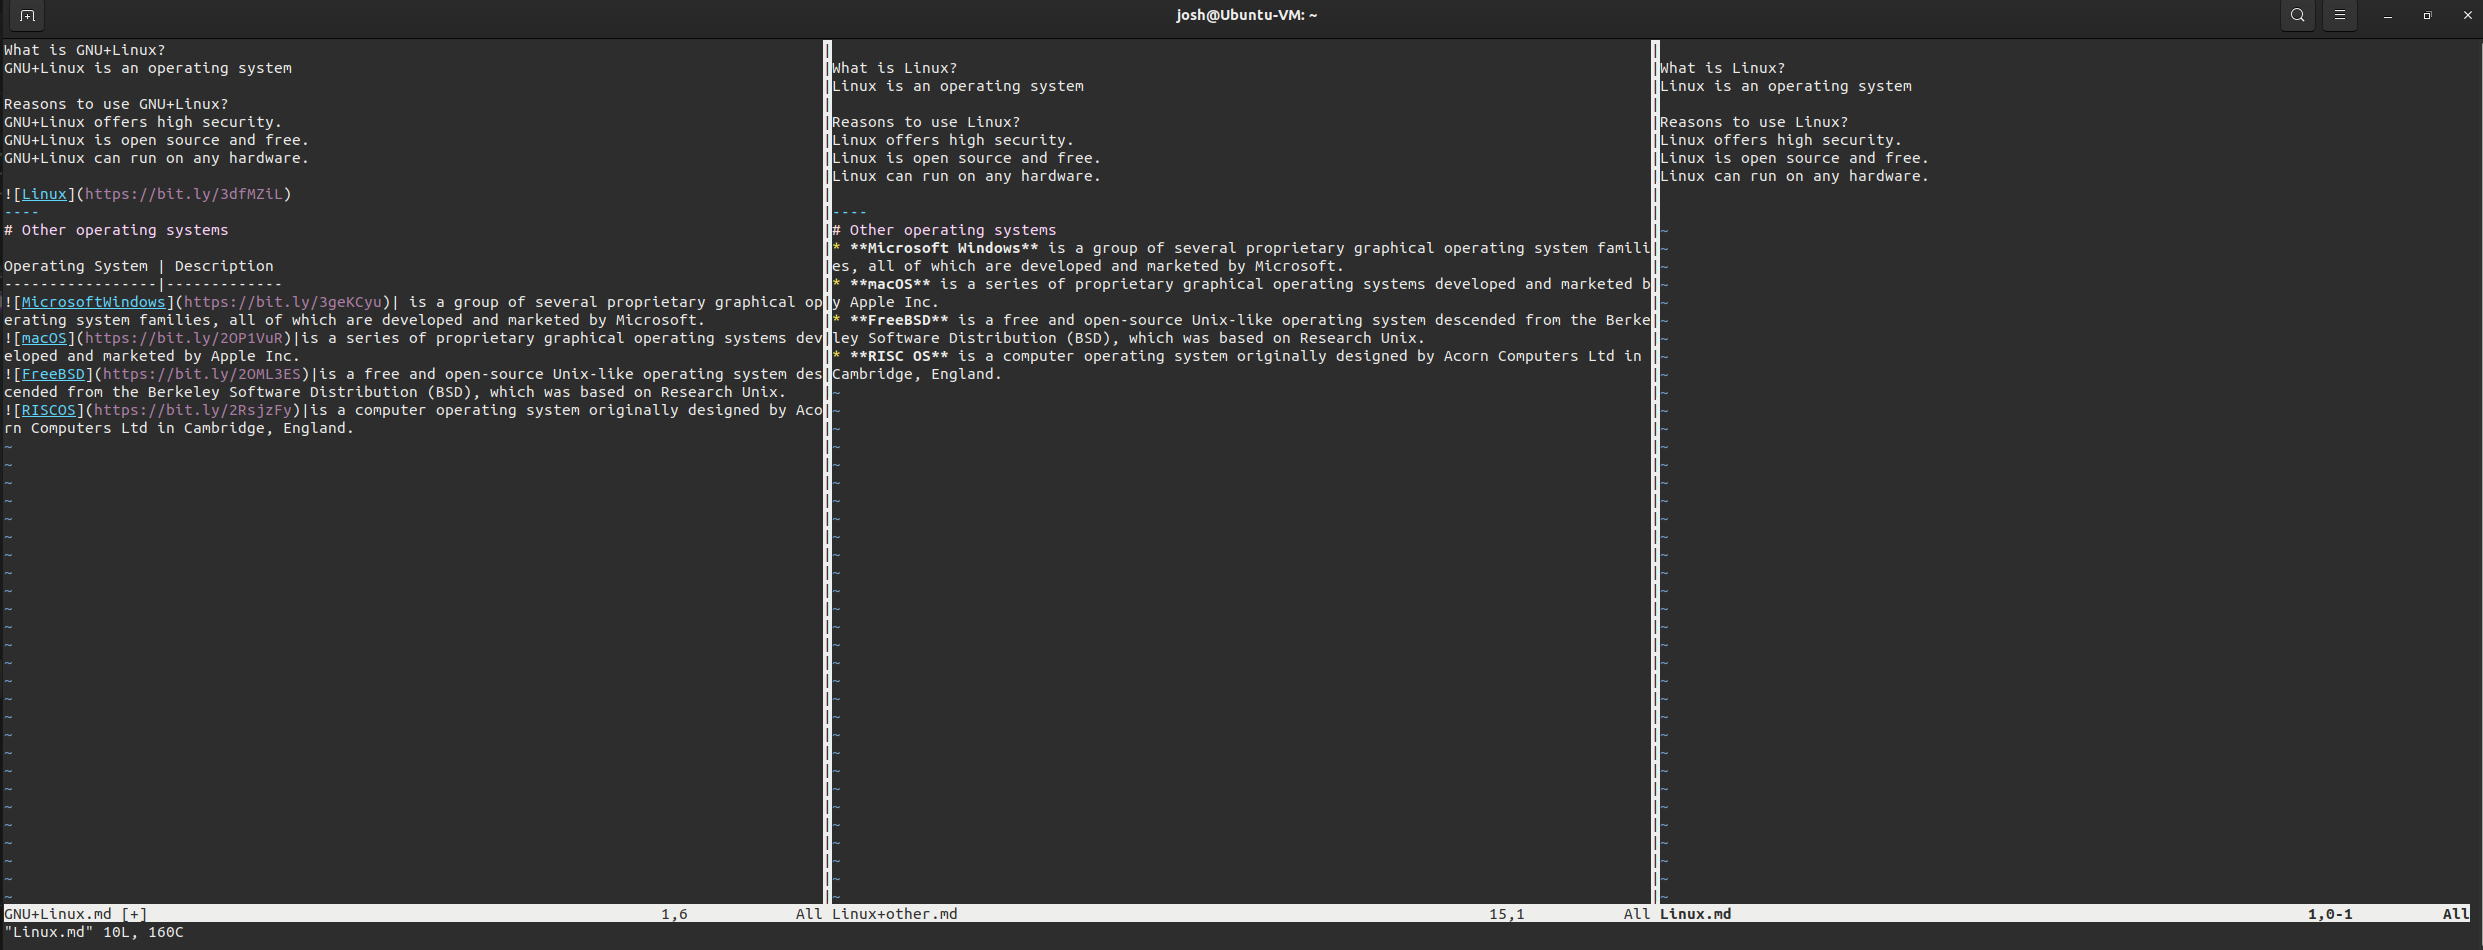 josh@Ubuntu-VM: ~
What is GNU+Linux?
GNU+Linux is an operating system

Reasons to use GNU+Linux?
GNU+Linux offers high security.
GNU+Linux is open source and free.
GNU+Linux can run on any hardware.

![Linux](https://bit.ly/3dfMZiL)
----
# Other operating systems

Operating System | Description
-----------------|-------------
![MicrosoftWindows](https://bit.ly/3geKCyu)| is a group of several proprietary graphical op
erating system families, all of which are developed and marketed by Microsoft.
![macOS](https://bit.ly/2OP1VuR)|is a series of proprietary graphical operating systems dev
eloped and marketed by Apple Inc.
![FreeBSD](https://bit.ly/2OML3ES)|is a free and open-source Unix-like operating system des
cended from the Berkeley Software Distribution (BSD), which was based on Research Unix.
![RISCOS](https://bit.ly/2RsjzFy)|is a computer operating system originally designed by Aco
rn Computers Ltd in Cambridge, England.
GNU+Linux.md [+] 1,6 All

What is Linux?
Linux is an operating system

Reasons to use Linux?
Linux offers high security.
Linux is open source and free.
Linux can run on any hardware.

----
# Other operating systems
* **Microsoft Windows** is a group of several proprietary graphical operating system famili
es, all of which are developed and marketed by Microsoft.
* **macOS** is a series of proprietary graphical operating systems developed and marketed b
y Apple Inc.
* **FreeBSD** is a free and open-source Unix-like operating system descended from the Berke
ley Software Distribution (BSD), which was based on Research Unix.
* **RISC OS** is a computer operating system originally designed by Acorn Computers Ltd in
Cambridge, England.
Linux+other.md 15,1 All

What is Linux?
Linux is an operating system

Reasons to use Linux?
Linux offers high security.
Linux is open source and free.
Linux can run on any hardware.
Linux.md 1,0-1 All
"Linux.md" 10L, 160C